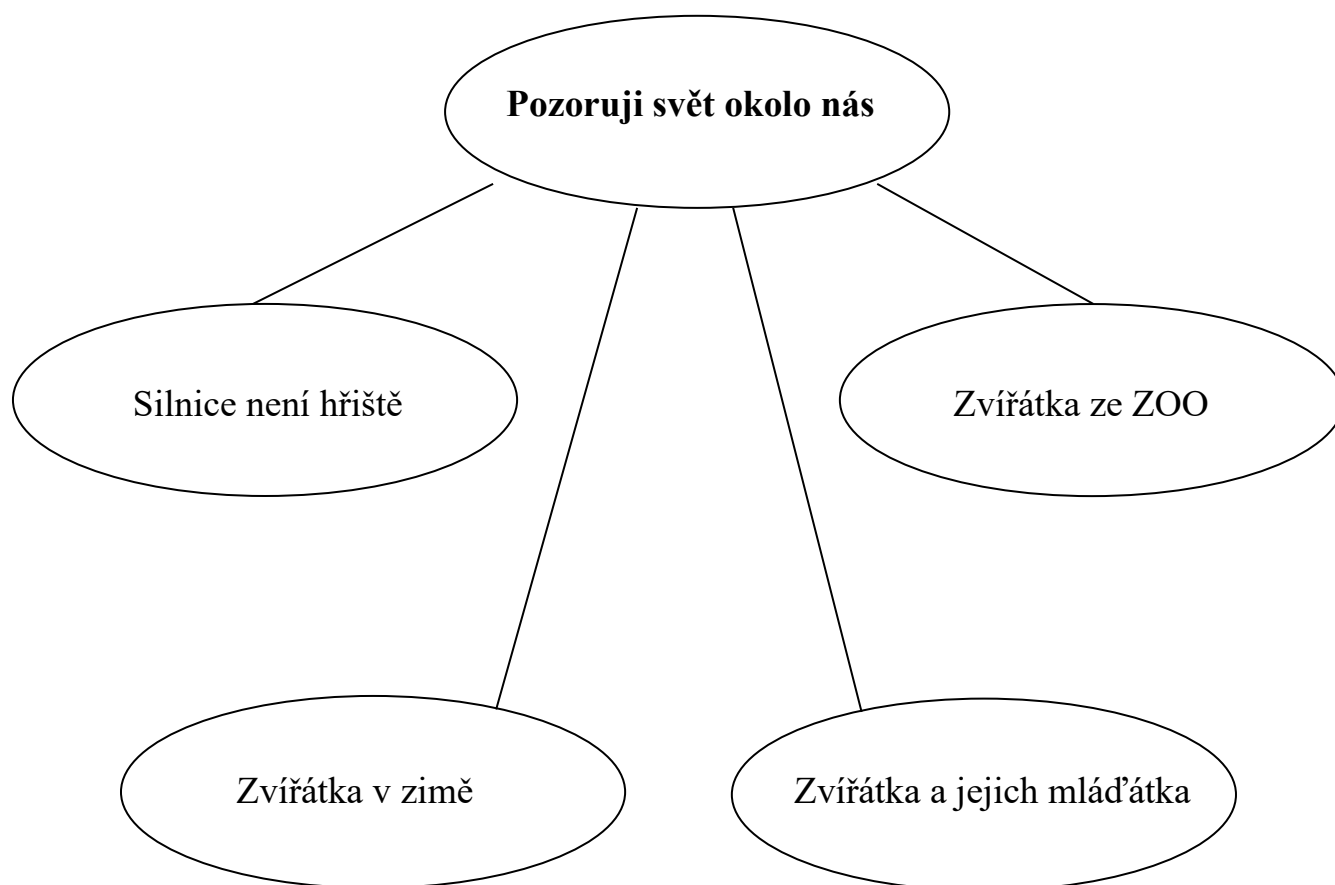 Pozoruji svět okolo nás
Silnice není hřiště
Zvířátka ze ZOO
Zvířátka v zimě
Zvířátka a jejich mláďátka